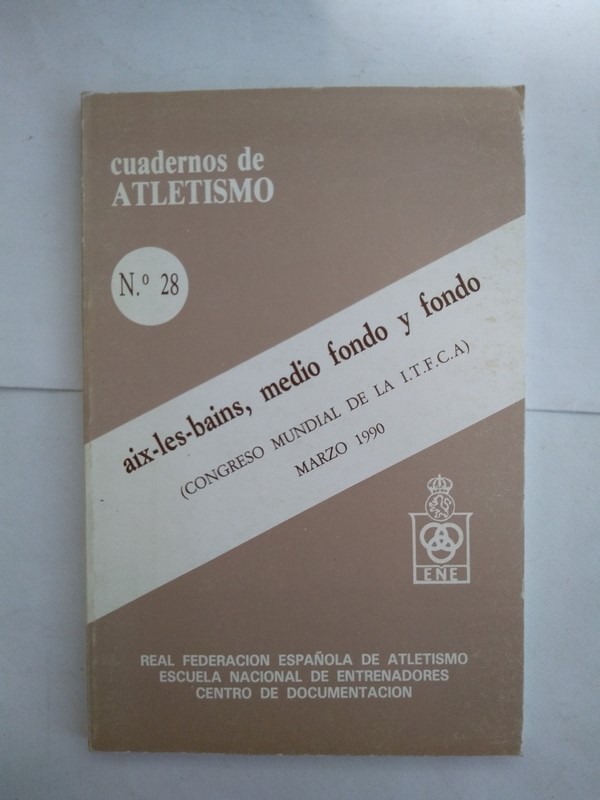 cuadernos de
ATLETISMO
N.º 28
aix-les-bains, medio fondo y fondo
(CONGRESO MUNDIAL DE LA I.T.F.C.A)
MARZO 1990
ENE
REAL FEDERACION ESPAÑOLA DE ATLETISMO
ESCUELA NACIONAL DE ENTRENADORES
CENTRO DE DOCUMENTACION